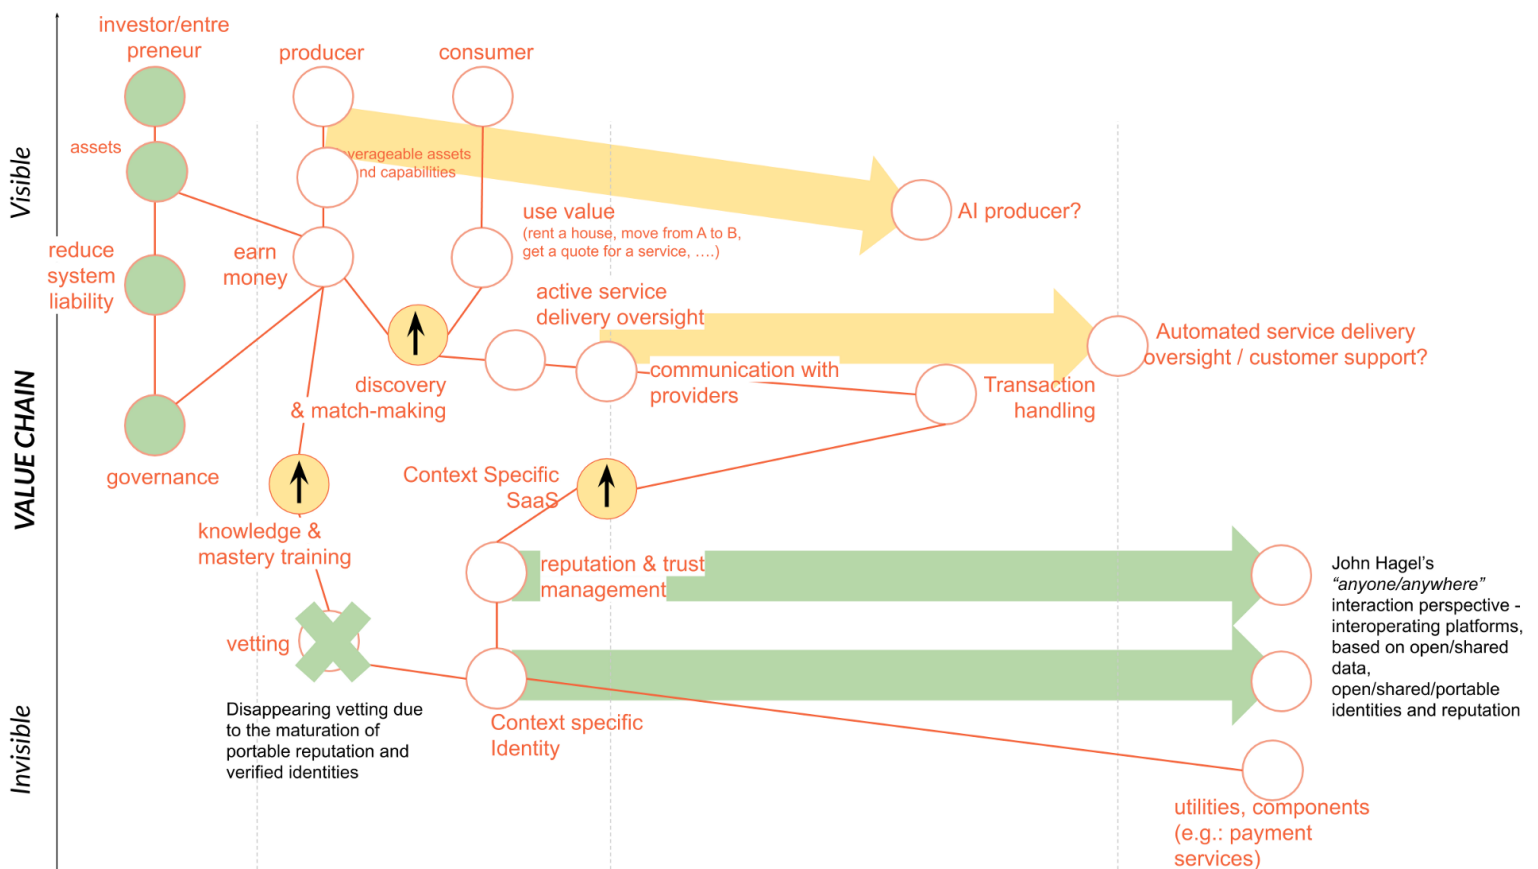 investor/entre
preneur
producer
consumer
assets
everageable assets
nd capabilities
AI producer?
use value
(rent a house, move from A to B,
get a quote for a service, ....)
reduce
system
liability
earn
money
active service
delivery oversight
Automated service delivery
oversight / customer support?
communication with
providers
Transaction
handling
discovery
& match-making
governance
Context Specific
SaaS
knowledge &
mastery training
reputation & trust
management
John Hagel's
“anyone/anywhere”
interaction perspective -
interoperating platforms,
based on open/shared
data,
open/shared/portable
identities and reputation
vetting
Disappearing vetting due
to the maturation of
portable reputation and
verified identities
Context specific
Identity
utilities, components
(e.g.: payment
services)
Visible
VALUE CHAIN
Invisible